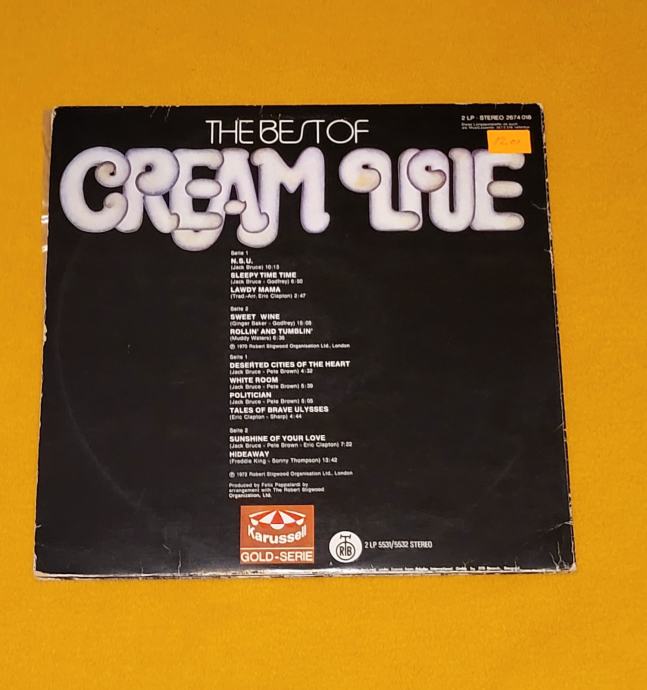 THE BEST OF
CREAM LIVE
2 LP · STEREO 2674 018
Seite 1
N.S.U.
(Jack Bruce) 10:13
SLEEPY TIME TIME
(Jack Bruce - Godfrey) 6:50
LAWDY MAMA
(Trad.-Arr. Eric Clapton) 2:47
Seite 2
SWEET WINE
(Ginger Baker - Godfrey) 15:08
ROLLIN' AND TUMBLIN'
(Muddy Waters) 6:38
℗ 1970 Robert Stigwood Organisation Ltd., London
Seite 1
DESERTED CITIES OF THE HEART
(Jack Bruce - Pete Brown) 4:32
WHITE ROOM
(Jack Bruce - Pete Brown) 5:39
POLITICIAN
(Jack Bruce - Pete Brown) 5:05
TALES OF BRAVE ULYSSES
(Eric Clapton - Sharp) 4:44
Seite 2
SUNSHINE OF YOUR LOVE
(Jack Bruce - Pete Brown - Eric Clapton) 7:22
HIDEAWAY
(Freddie King - Sonny Thompson) 13:42
℗ 1972 Robert Stigwood Organisation Ltd., London
Produced by Felix Pappalardi by
arrangement with The Robert Stigwood
Organization, Ltd.
Karussell
GOLD-SERIE
RTB
2 LP 5531/5532 STEREO